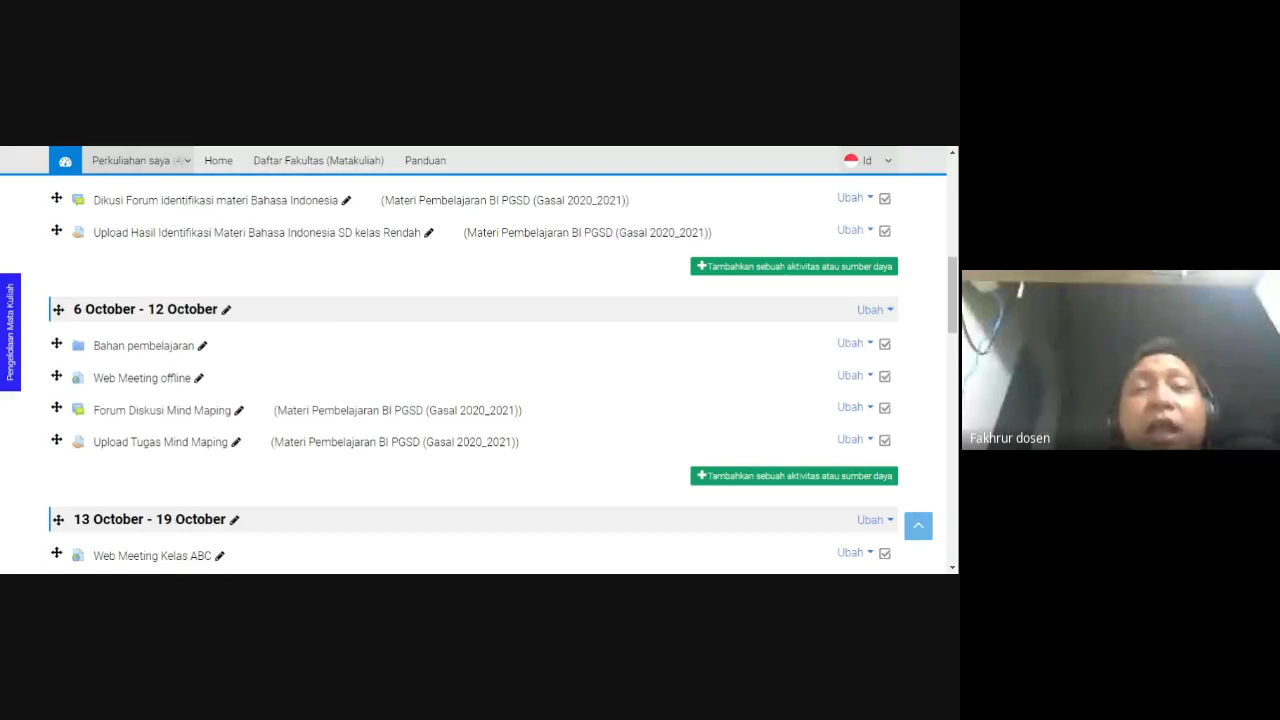 Perkuliahan saya (4) Home Daftar Fakultas (Matakuliah) Panduan Id
Dikusi Forum identifikasi materi Bahasa Indonesia (Materi Pembelajaran BI PGSD (Gasal 2020_2021)) Ubah
Upload Hasil Identifikasi Materi Bahasa Indonesia SD kelas Rendah (Materi Pembelajaran BI PGSD (Gasal 2020_2021)) Ubah
Tambahkan sebuah aktivitas atau sumber daya
Pengelolaan Mata Kuliah
6 October - 12 October Ubah
Bahan pembelajaran Ubah
Web Meeting offline Ubah
Forum Diskusi Mind Maping (Materi Pembelajaran BI PGSD (Gasal 2020_2021)) Ubah
Upload Tugas Mind Maping (Materi Pembelajaran BI PGSD (Gasal 2020_2021)) Ubah
Tambahkan sebuah aktivitas atau sumber daya
13 October - 19 October Ubah
Web Meeting Kelas ABC Ubah
Fakhrur dosen